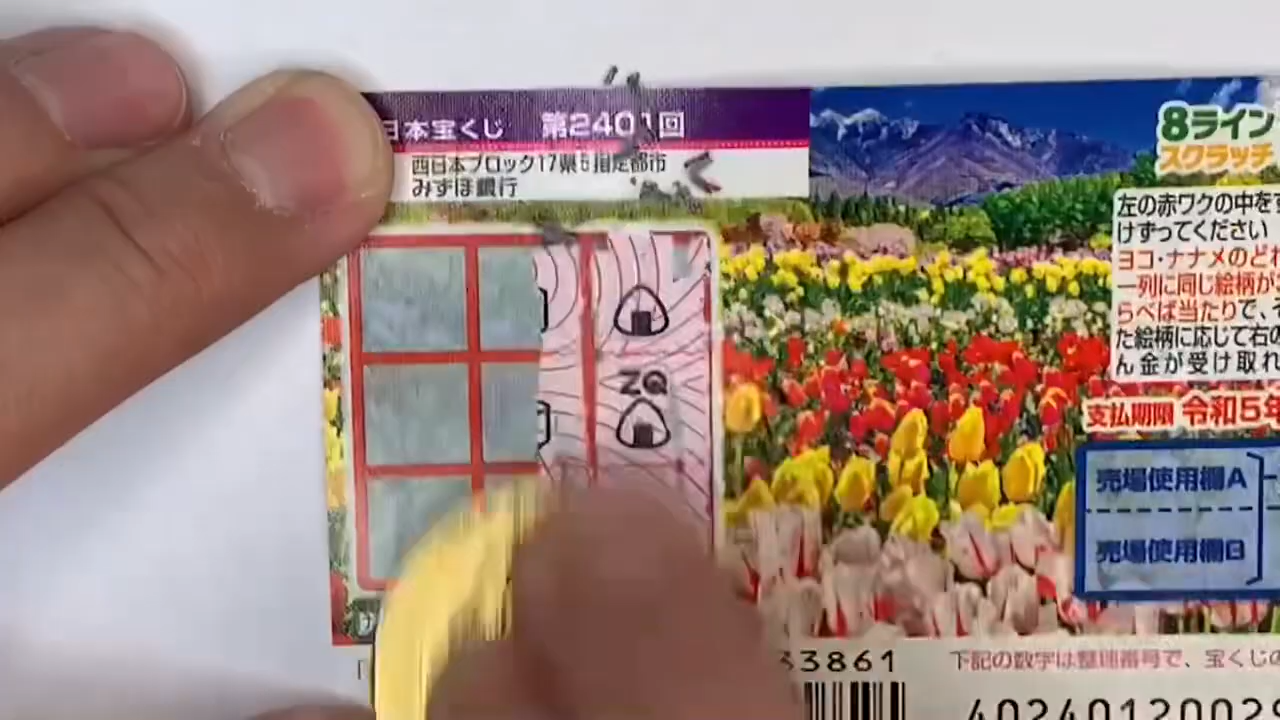 日本宝くじ 第2401回
西日本ブロック17県6指定都市
みずほ銀行
8ライン
スクラッチ
左の赤ワクの中をす
けずってください
ヨコ・ナナメのどれ
一列に同じ絵柄が
らべば当たりで、そ
た絵柄に応じて右の
ん金が受け取れ
支払期限 令和5年
ZQ
売場使用欄A
売場使用欄B
33861
下記の数字は整理番号で、宝くじの
4024012002